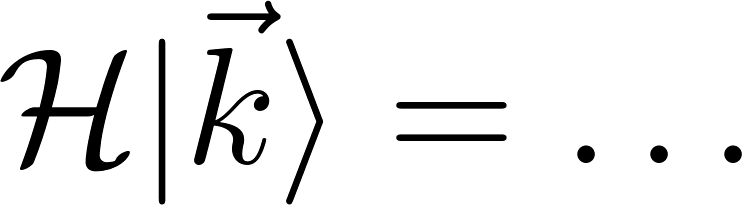 ℋ|k⃗⟩ = …